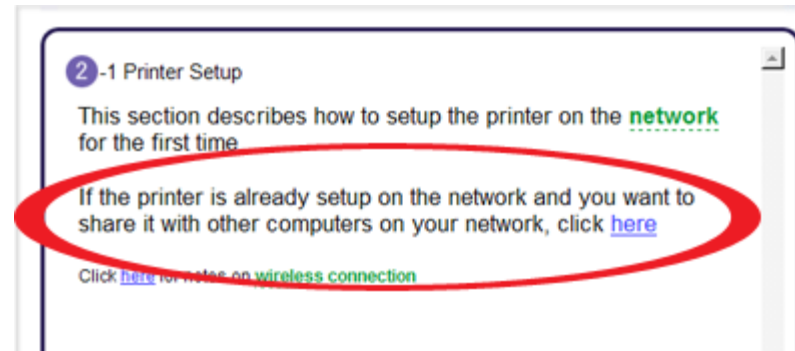 2-1 Printer Setup
This section describes how to setup the printer on the network
for the first time
If the printer is already setup on the network and you want to
share it with other computers on your network, click here
Click here for notes on wireless connection